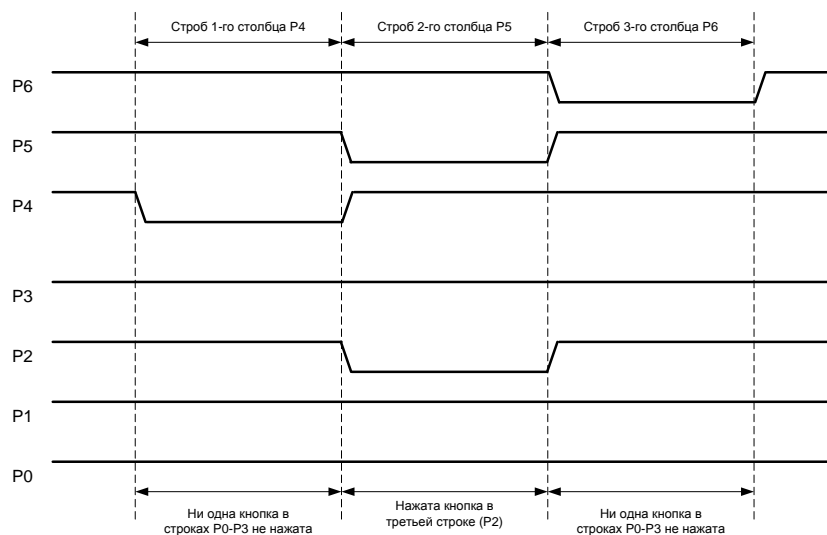 Строб 1-го столбца P4
Строб 2-го столбца P5
Строб 3-го столбца P6
P6
P5
P4
P3
P2
P1
P0
Ни одна кнопка в
строках P0-P3 не нажата
Нажата кнопка в
третьей строке (P2)
Ни одна кнопка в
строках P0-P3 не нажата